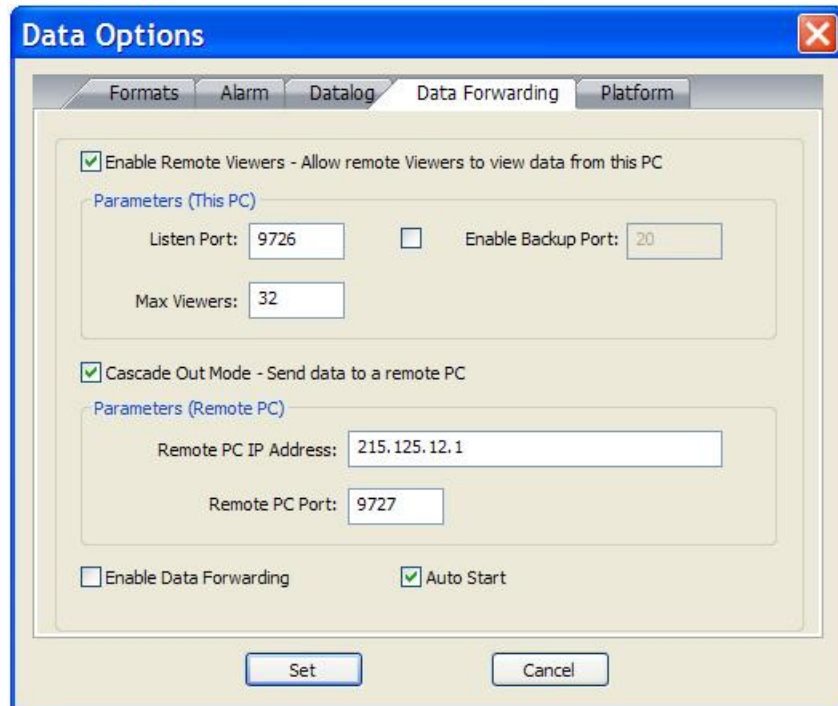 Data Options
Formats Alarm Datalog Data Forwarding Platform
Enable Remote Viewers - Allow remote Viewers to view data from this PC
Parameters (This PC)
Listen Port: 9726 Enable Backup Port: 20
Max Viewers: 32
Cascade Out Mode - Send data to a remote PC
Parameters (Remote PC)
Remote PC IP Address: 215.125.12.1
Remote PC Port: 9727
Enable Data Forwarding Auto Start
Set Cancel